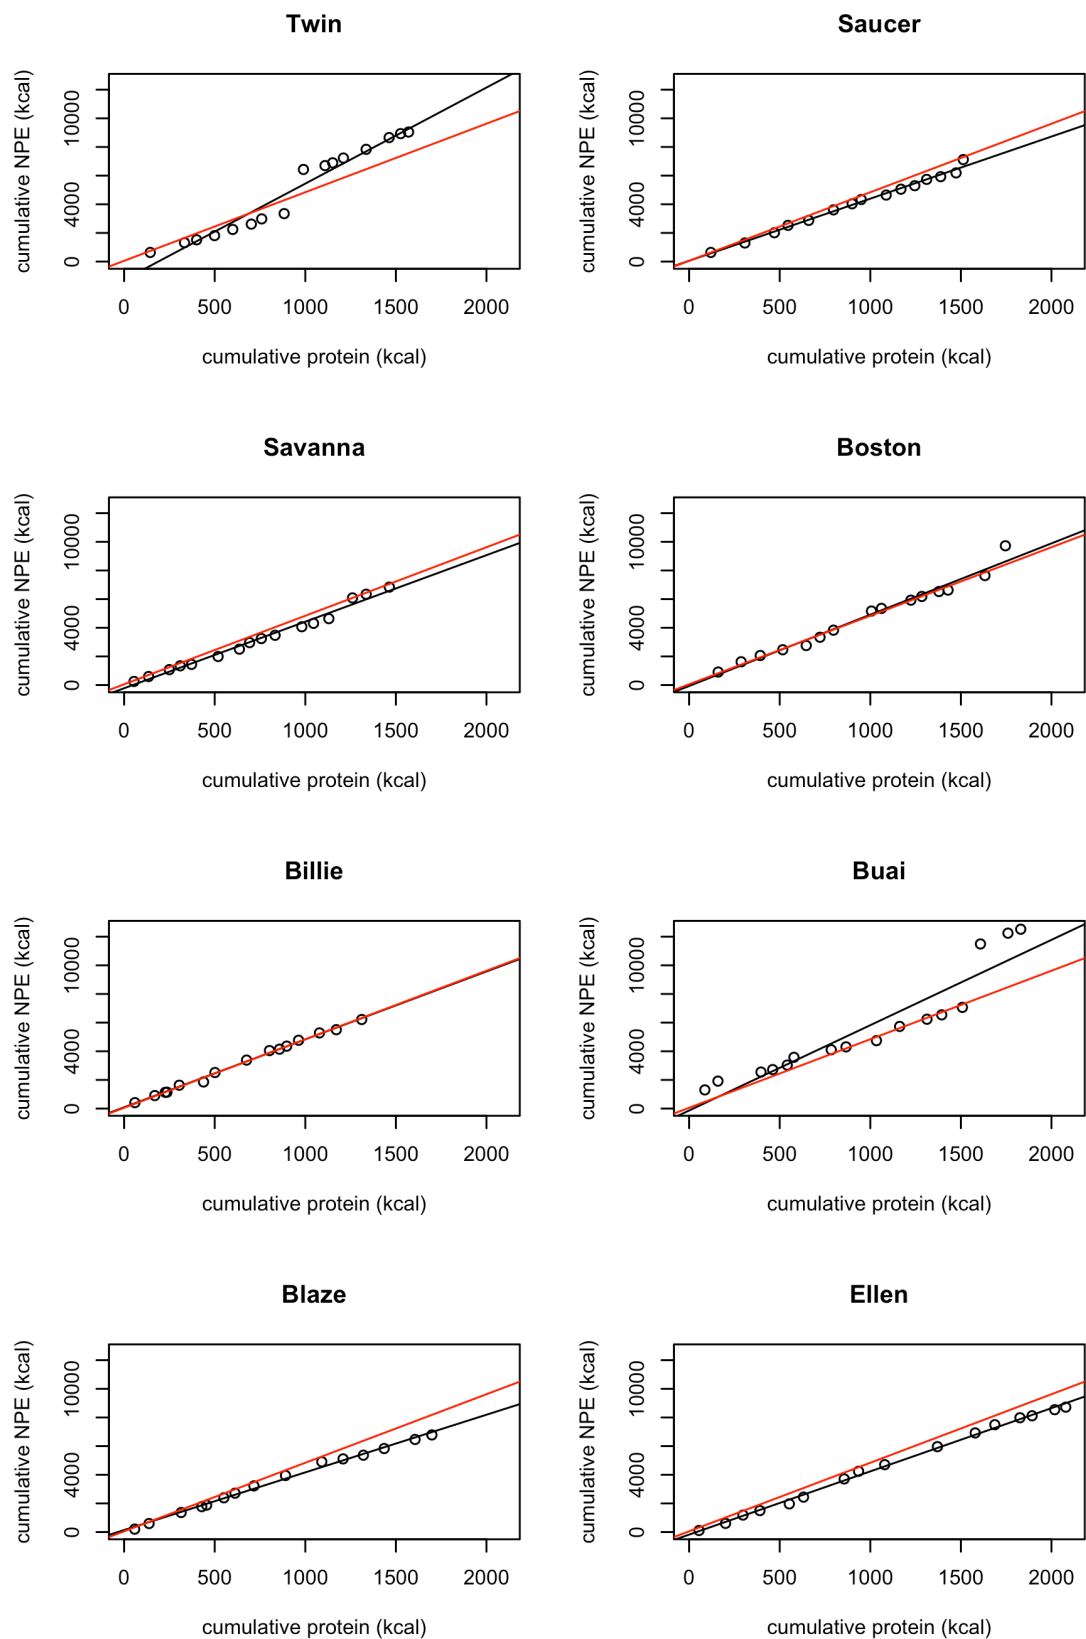 Twin
cumulative NPE (kcal)
10000
4000
0
0 500 1000 1500 2000
cumulative protein (kcal)
Saucer
cumulative NPE (kcal)
10000
4000
0
0 500 1000 1500 2000
cumulative protein (kcal)
Savanna
cumulative NPE (kcal)
10000
4000
0
0 500 1000 1500 2000
cumulative protein (kcal)
Boston
cumulative NPE (kcal)
10000
4000
0
0 500 1000 1500 2000
cumulative protein (kcal)
Billie
cumulative NPE (kcal)
10000
4000
0
0 500 1000 1500 2000
cumulative protein (kcal)
Buai
cumulative NPE (kcal)
10000
4000
0
0 500 1000 1500 2000
cumulative protein (kcal)
Blaze
cumulative NPE (kcal)
10000
4000
0
0 500 1000 1500 2000
cumulative protein (kcal)
Ellen
cumulative NPE (kcal)
10000
4000
0
0 500 1000 1500 2000
cumulative protein (kcal)